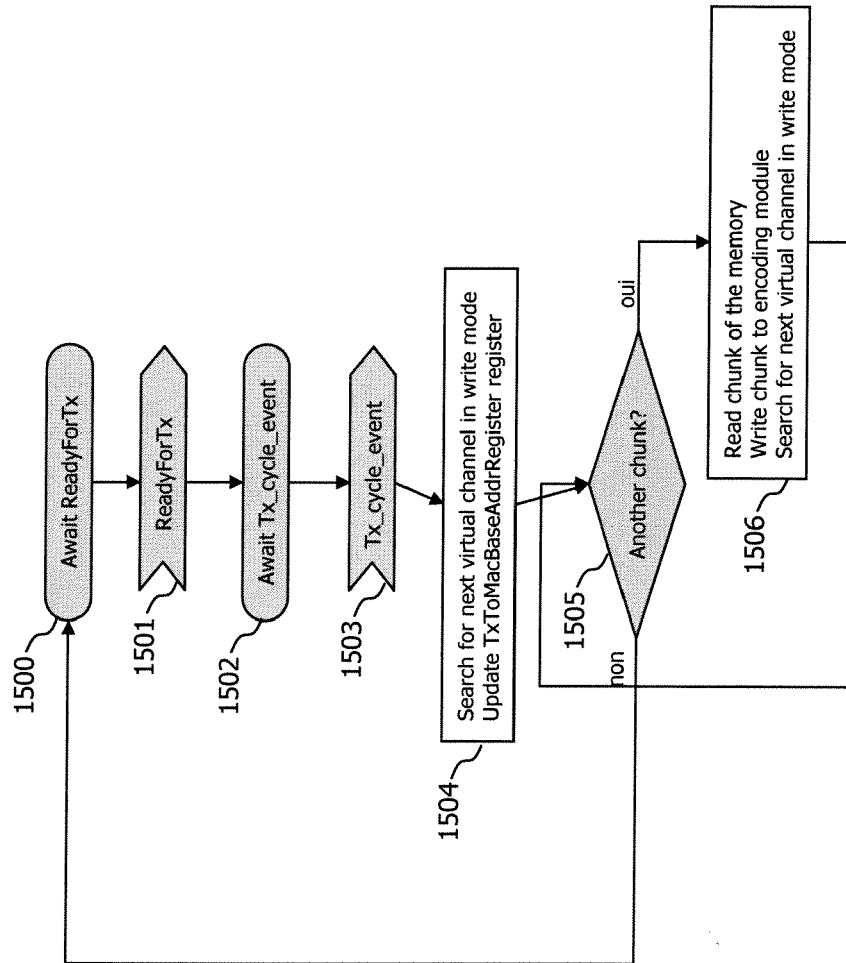 1500
Await ReadyForTx
1501
ReadyForTx
1502
Await Tx_cycle_event
1503
Tx_cycle_event
1504
Search for next virtual channel in write mode
Update TxToMacBaseAddrRegister register
1505
Another chunk?
non
oui
1506
Read chunk of the memory
Write chunk to encoding module
Search for next virtual channel in write mode